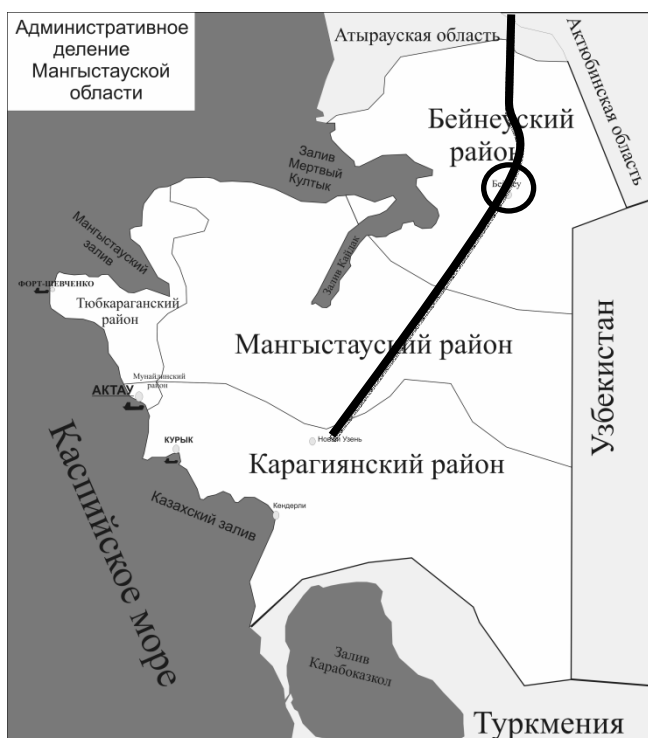 Административное
деление
Мангыстауской
области
Атырауская область
Актюбинская область
Бейнеуский
район
Бейнеу
Залив
Мертвый
Култык
Залив Кайдак
Мангыстауский
залив
ФОРТ-ШЕВЧЕНКО
Тюбкараганский
район
Мангыстауский район
Узбекистан
Мунайлинский
район
АКТАУ
КУРЫК
Новый Узень
Карагиянский район
Казахский залив
Кендерли
Каспийское море
Залив
Карабоказкол
Туркмения